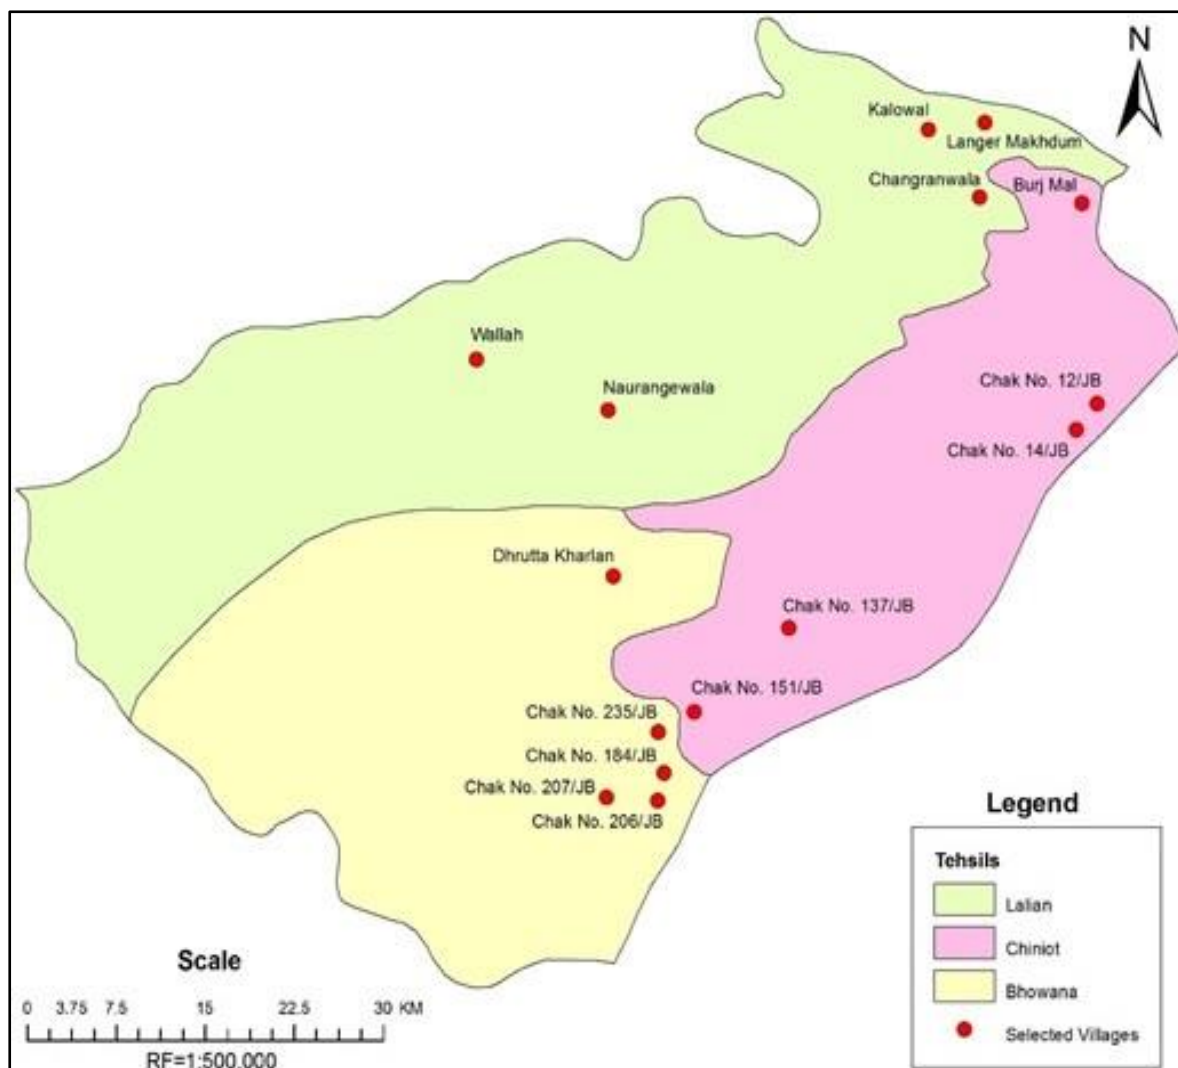 N
Kalowal
Langer Makhdum
Changranwala
Burj Mal
Wallah
Naurangewala
Chak No. 12/JB
Chak No. 14/JB
Dhrutta Kharlan
Chak No. 137/JB
Chak No. 151/JB
Chak No. 235/JB
Chak No. 184/JB
Chak No. 207/JB
Chak No. 206/JB
Legend
Tehsils
Lalian
Chiniot
Bhowana
Selected Villages
Scale
0 3.75 7.5 15 22.5 30 KM
RF=1:500,000